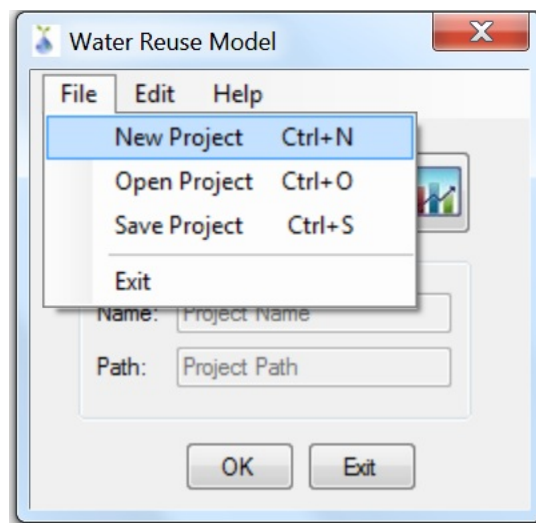 Water Reuse Model
File Edit Help
New Project Ctrl+N
Open Project Ctrl+O
Save Project Ctrl+S
Exit
Name: Project Name
Path: Project Path
OK Exit